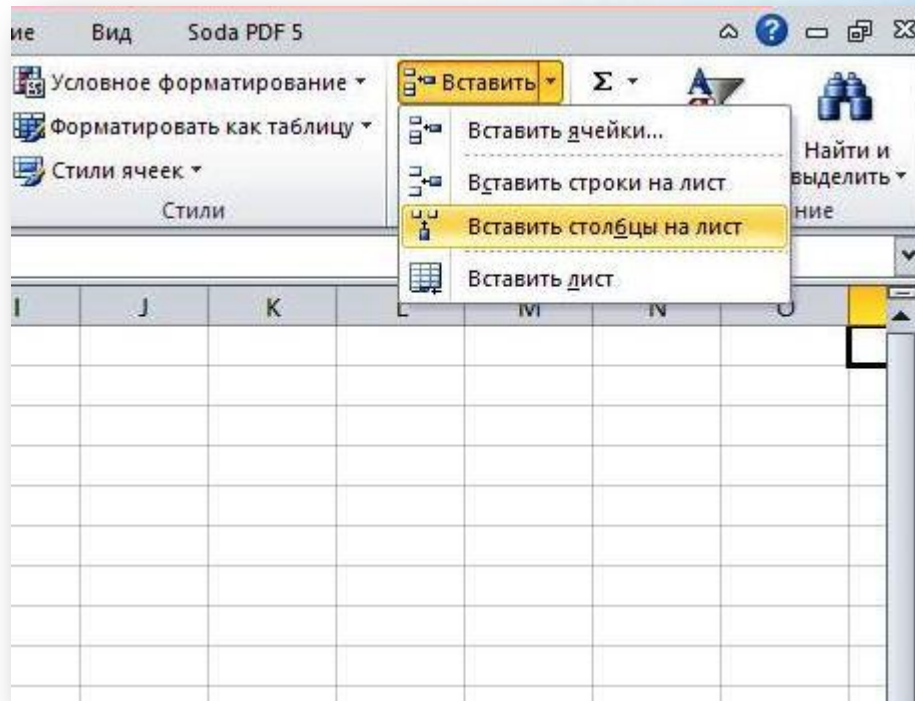 ие Вид Soda PDF 5
Условное форматирование
Форматировать как таблицу
Стили ячеек
Стили
Вставить
Σ
Вставить ячейки...
Вставить строки на лист
Вставить столбцы на лист
Вставить лист
Найти и
выделить
ние
I J K L M N O